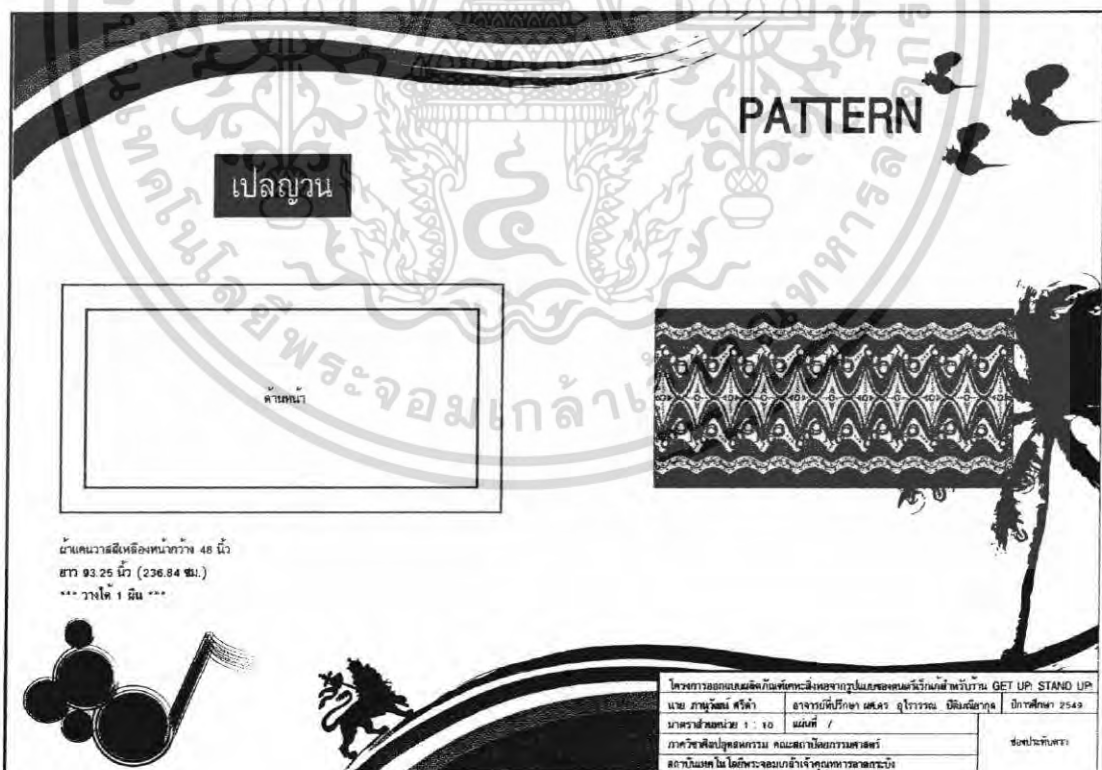 PATTERN
เปลญวน
ด้านหน้า
ผ้าแคนวาสสีเหลืองหน้ากว้าง 48 นิ้ว
ยาว 93.25 นิ้ว (236.84 ซม.)
*** วางได้ 1 ผืน ***
โครงการออกแบบผลิตภัณฑ์เคหะสิ่งทอจากรูปแบบของดนตรีเร็กเก้สำหรับร้าน GET UP! STAND UP!
นาย ภานุวัฒน์ ศรีดำ อาจารย์ที่ปรึกษา ผศ.ดร อุไรวรรณ ปีติมณียากุล ปีการศึกษา 2549
มาตราส่วนหน่วย 1 : 10 แผ่นที่ /
ภาควิชาศิลปอุตสาหกรรม คณะสถาปัตยกรรมศาสตร์
ช่องประทับตรา
สถาบันเทคโนโลยีพระจอมเกล้าเจ้าคุณทหารลาดกระบัง